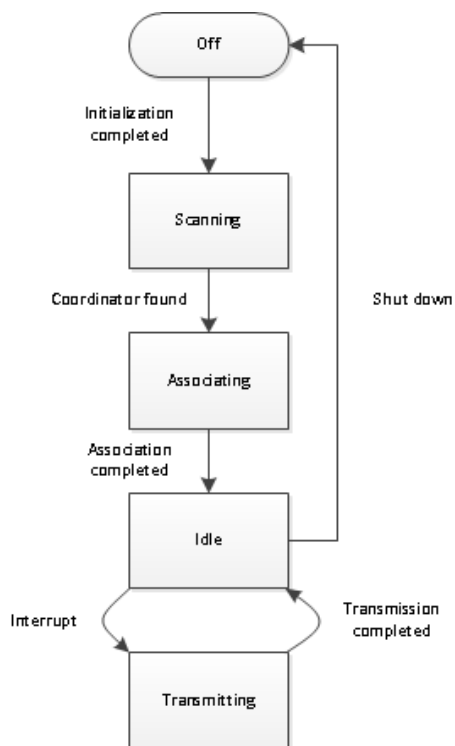 Off
Initialization
completed
Scanning
Coordinator found
Shut down
Associating
Association
completed
Idle
Interrupt
Transmission
completed
Transmitting